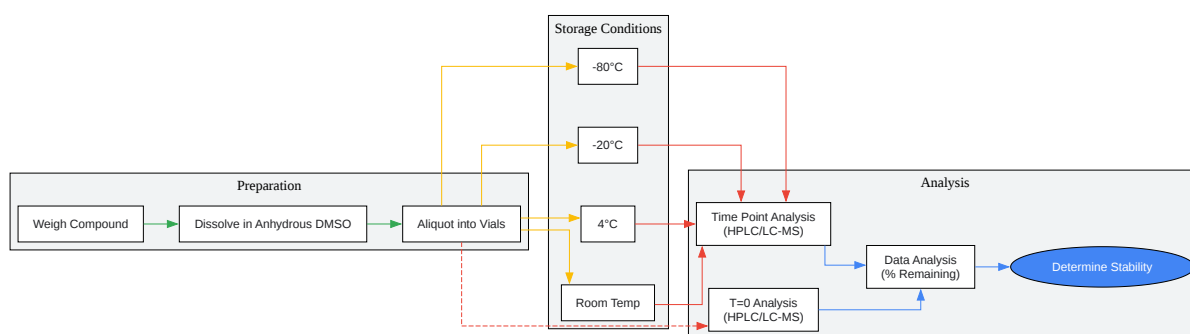 Storage Conditions
-80°C
-20°C
4°C
Room Temp
Preparation
Weigh Compound
Dissolve in Anhydrous DMSO
Aliquot into Vials
Analysis
Time Point Analysis
(HPLC/LC-MS)
T=0 Analysis
(HPLC/LC-MS)
Data Analysis
(% Remaining)
Determine Stability